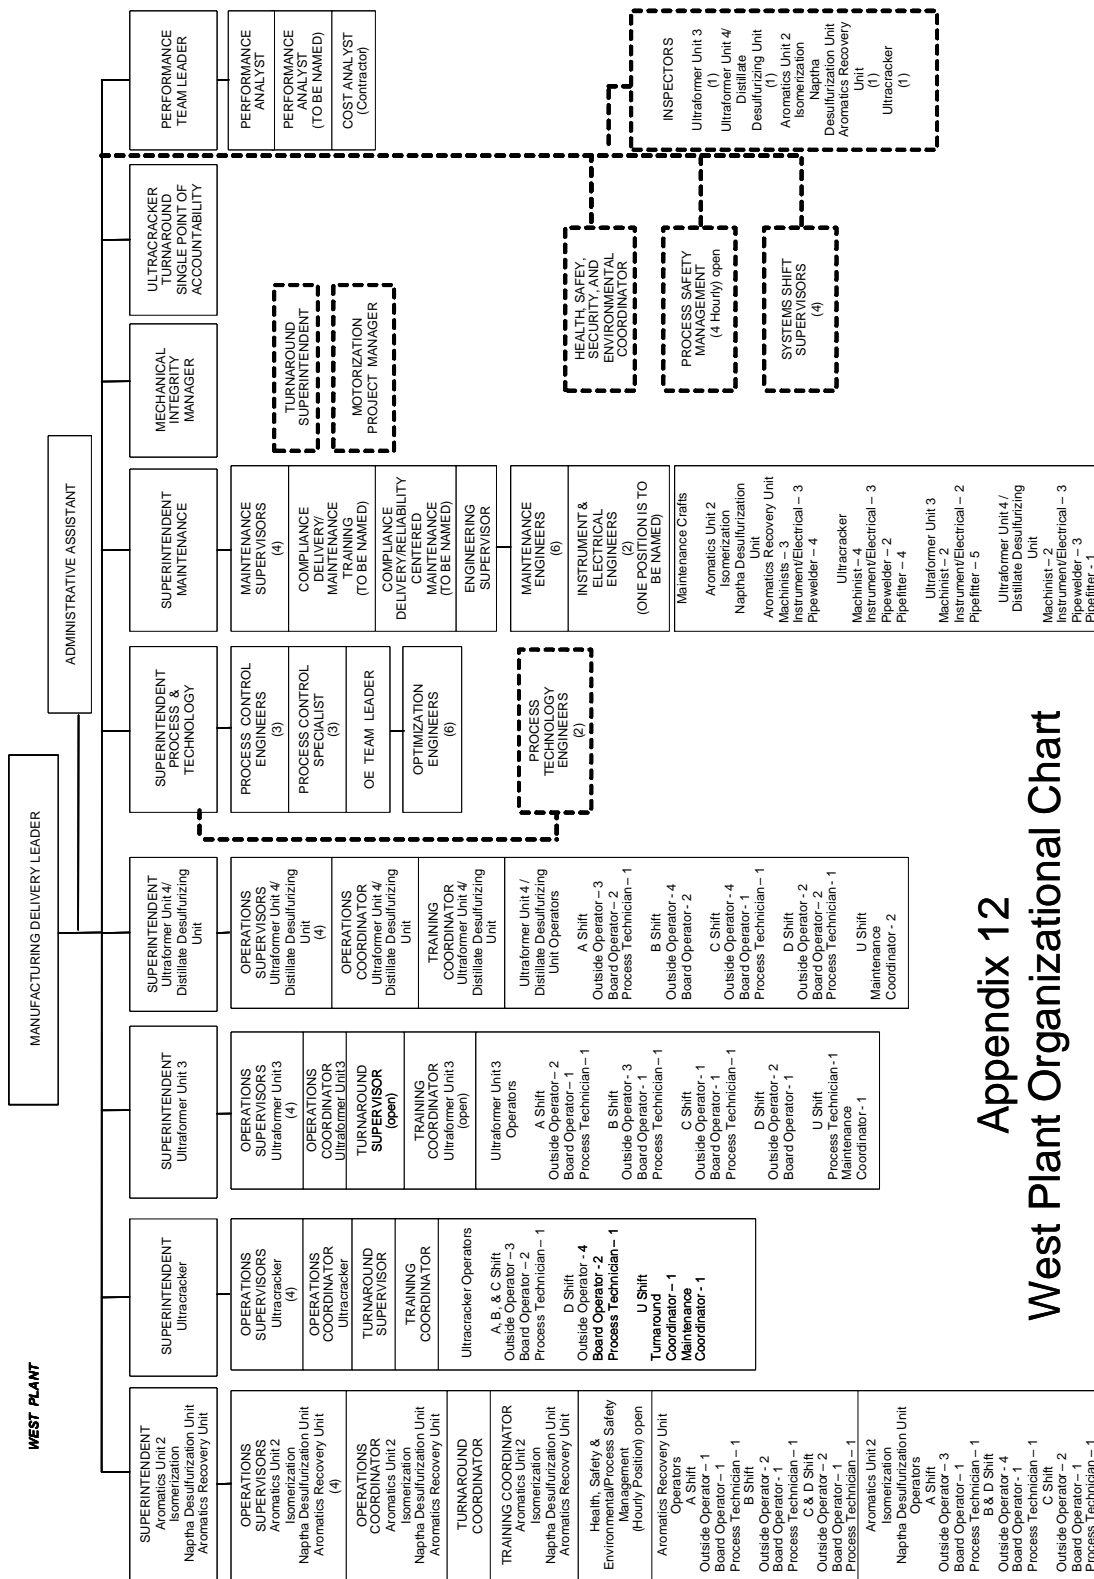 WEST PLANT
MANUFACTURING DELIVERY LEADER
ADMINISTRATIVE ASSISTANT
SUPERINTENDENT
Aromatics Unit 2
Isomerization
Naptha Desulfurization Unit
Aromatics Recovery Unit
OPERATIONS
SUPERVISORS
Aromatics Unit 2
Isomerization
Naptha Desulfurization Unit
Aromatics Recovery Unit
(4)
OPERATIONS
COORDINATOR
Aromatics Unit 2
Isomerization
Naptha Desulfurization Unit
Aromatics Recovery Unit
TURNAROUND
COORDINATOR
TRAINING COORDINATOR
Aromatics Unit 2
Isomerization
Naptha Desulfurization Unit
Aromatics Recovery Unit
Health, Safety &
Environmental/Process Safety
Management
(Hourly Position) open
Aromatics Recovery Unit
Operators
A Shift
Outside Operator – 1
Board Operator – 1
Process Technician – 1
B Shift
Outside Operator - 2
Board Operator - 1
Process Technician – 1
C & D Shift
Outside Operator – 2
Board Operator – 1
Process Technician – 1
Aromatics Unit 2
Isomerization
Naptha Desulfurization Unit
Operators
A Shift
Outside Operator – 3
Board Operator – 1
Process Technician – 1
B & D Shift
Outside Operator – 4
Board Operator - 1
Process Technician – 1
C Shift
Outside Operator – 2
Board Operator – 1
Process Technician – 1
SUPERINTENDENT
Ultracracker
OPERATIONS
SUPERVISORS
Ultracracker
(4)
OPERATIONS
COORDINATOR
Ultracracker
TURNAROUND
SUPERVISOR
TRAINING
COORDINATOR
Ultracracker Operators
A, B, & C Shift
Outside Operator – 3
Board Operator – 2
Process Technician – 1
D Shift
Outside Operator - 4
Board Operator - 2
Process Technician – 1
U Shift
Turnaround
Coordinator – 1
Maintenance
Coordinator - 1
SUPERINTENDENT
Ultraformer Unit 3
OPERATIONS
SUPERVISORS
Ultraformer Unit 3
(4)
OPERATIONS
COORDINATOR
Ultraformer Unit 3
TURNAROUND
SUPERVISOR
(open)
TRAINING
COORDINATOR
Ultraformer Unit 3
(open)
Ultraformer Unit 3
Operators
A Shift
Outside Operator – 2
Board Operator – 1
Process Technician – 1
B Shift
Outside Operator - 3
Board Operator – 1
Process Technician – 1
C Shift
Outside Operator - 1
Board Operator - 1
Process Technician – 1
D Shift
Outside Operator - 2
Board Operator - 1
U Shift
Process Technician - 1
Maintenance
Coordinator - 1
SUPERINTENDENT
Ultraformer Unit 4/
Distillate Desulfurizing
Unit
OPERATIONS
SUPERVISORS
Ultraformer Unit 4/
Distillate Desulfurizing
Unit
(4)
OPERATIONS
COORDINATOR
Ultraformer Unit 4/
Distillate Desulfurizing
Unit
TRAINING
COORDINATOR
Ultraformer Unit 4/
Distillate Desulfurizing
Unit
Ultraformer Unit 4 /
Distillate Desulfurizing
Unit Operators
A Shift
Outside Operator – 3
Board Operator – 2
Process Technician – 1
B Shift
Outside Operator - 4
Board Operator - 2
C Shift
Outside Operator - 4
Board Operator - 1
Process Technician – 1
D Shift
Outside Operator - 2
Board Operator – 2
Process Technician - 1
U Shift
Maintenance
Coordinator - 2
SUPERINTENDENT
PROCESS &
TECHNOLOGY
PROCESS CONTROL
ENGINEERS
(3)
PROCESS CONTROL
SPECIALIST
(3)
OE TEAM LEADER
OPTIMIZATION
ENGINEERS
(6)
PROCESS
TECHNOLOGY
ENGINEERS
(2)
SUPERINTENDENT
MAINTENANCE
MAINTENANCE
SUPERVISORS
(4)
COMPLIANCE
DELIVERY/
MAINTENANCE
TRAINING
(TO BE NAMED)
COMPLIANCE
DELIVERY/RELIABILITY
CENTERED
MAINTENANCE
(TO BE NAMED)
ENGINEERING
SUPERVISOR
MAINTENANCE
ENGINEERS
(6)
INSTRUMENT &
ELECTRICAL
ENGINEERS
(2)
(ONE POSITION IS TO
BE NAMED)
Maintenance Crafts
Aromatics Unit 2
Isomerization
Naptha Desulfurization
Unit
Aromatics Recovery Unit
Machinists – 3
Instrument/Electrical – 3
Pipewelder – 4
Ultracracker
Machinist – 4
Instrument/Electrical – 3
Pipewelder – 2
Pipefitter – 4
Ultraformer Unit 3
Machinist – 2
Instrument/Electrical – 2
Pipefitter – 5
Ultraformer Unit 4 /
Distillate Desulfurizing
Unit
Machinist – 2
Instrument/Electrical – 3
Pipewelder – 3
Pipefitter - 1
MECHANICAL
INTEGRITY
MANAGER
TURNAROUND
SUPERINTENDENT
MOTORIZATION
PROJECT MANAGER
ULTRACRACKER
TURNAROUND
SINGLE POINT OF
ACCOUNTABILITY
HEALTH, SAFEY,
SECURITY, AND
ENVIRONMENTAL
COORDINATOR
PROCESS SAFETY
MANAGEMENT
(4 Hourly) open
SYSTEMS SHIFT
SUPERVISORS
(4)
PERFORMANCE
TEAM LEADER
PERFORMANCE
ANALYST
PERFORMANCE
ANALYST
(TO BE NAMED)
COST ANALYST
(Contractor)
INSPECTORS
Ultraformer Unit 3
(1)
Ultraformer Unit 4/
Distillate
Desulfurizing Unit
(1)
Aromatics Unit 2
Isomerization
Naptha
Desulfurization Unit
Aromatics Recovery
Unit
(1)
Ultracracker
(1)
Appendix 12
West Plant Organizational Chart